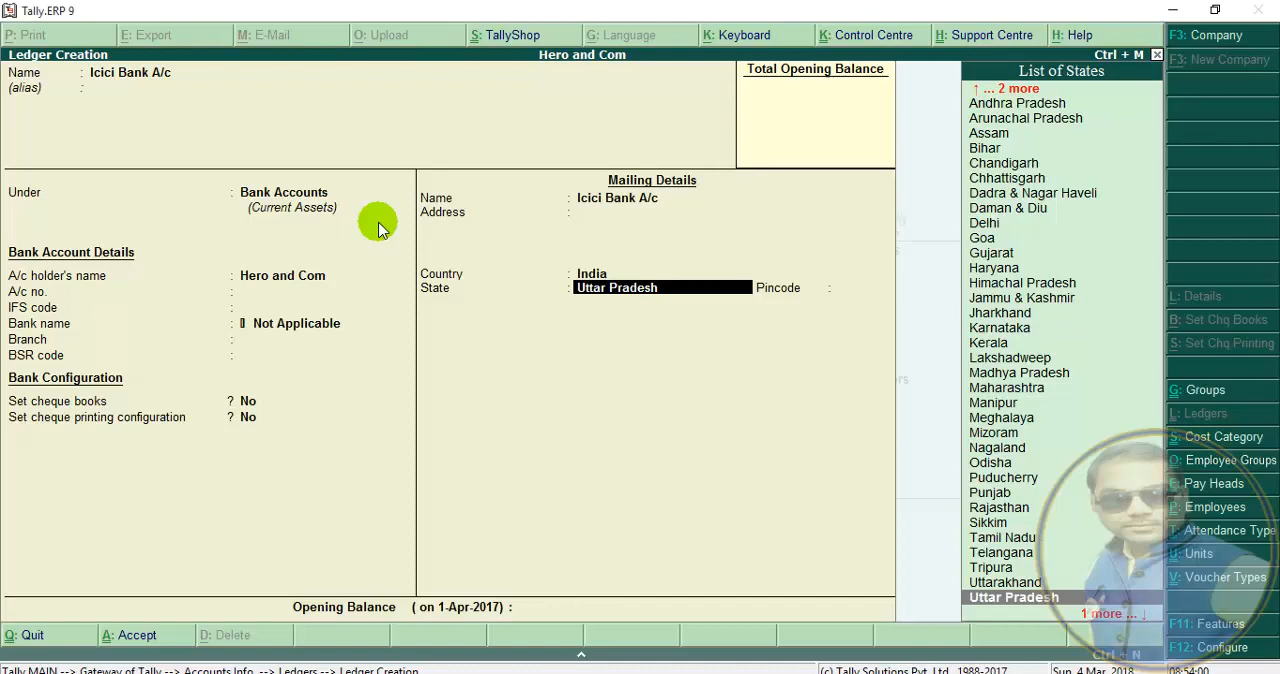 Tally.ERP 9
P: Print
E: Export
M: E-Mail
O: Upload
S: TallyShop
G: Language
K: Keyboard
K: Control Centre
H: Support Centre
H: Help
F3: Company
F3: New Company
Ledger Creation
Hero and Com
Ctrl + M
Name : Icici Bank A/c
(alias) :
Total Opening Balance
Under : Bank Accounts
(Current Assets)
Bank Account Details
A/c holder's name : Hero and Com
A/c no. :
IFS code :
Bank name : Not Applicable
Branch :
BSR code :
Bank Configuration
Set cheque books ? No
Set cheque printing configuration ? No
Mailing Details
Name : Icici Bank A/c
Address :
Country : India
State : Uttar Pradesh Pincode :
Opening Balance ( on 1-Apr-2017) :
List of States
↑ ... 2 more
Andhra Pradesh
Arunachal Pradesh
Assam
Bihar
Chandigarh
Chhattisgarh
Dadra & Nagar Haveli
Daman & Diu
Delhi
Goa
Gujarat
Haryana
Himachal Pradesh
Jammu & Kashmir
Jharkhand
Karnataka
Kerala
Lakshadweep
Madhya Pradesh
Maharashtra
Manipur
Meghalaya
Mizoram
Nagaland
Odisha
Puducherry
Punjab
Rajasthan
Sikkim
Tamil Nadu
Telangana
Tripura
Uttarakhand
Uttar Pradesh
1 more ... ↓
L: Details
B: Set Chq Books
S: Set Chq Printing
G: Groups
L: Ledgers
S: Cost Category
O: Employee Groups
E: Pay Heads
P: Employees
T: Attendance Type
U: Units
V: Voucher Types
F11: Features
F12: Configure
Q: Quit
A: Accept
D: Delete
Ctrl + N
Tally MAIN --> Gateway of Tally --> Accounts Info. --> Ledgers --> Ledger Creation
(c) Tally Solutions Pvt. Ltd., 1988-2017
Sun, 4 Mar, 2018
08:54:00